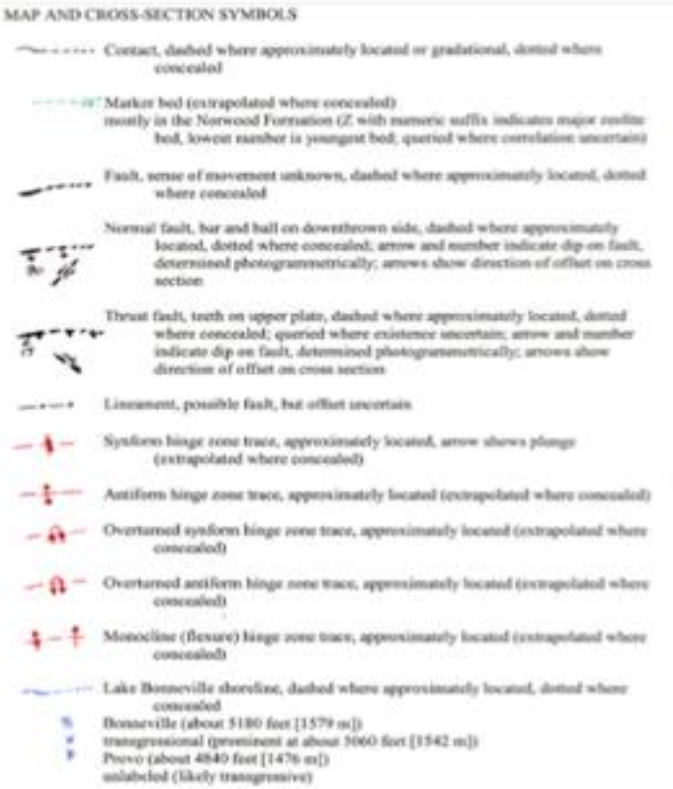 MAP AND CROSS-SECTION SYMBOLS
Contact, dashed where approximately located or gradational, dotted where
concealed
Marker bed (extrapolated where concealed)
mostly in the Norwood Formation (Z with numeric suffix indicates major zeolite
bed, lowest number is youngest bed; queried where correlation uncertain)
Fault, sense of movement unknown, dashed where approximately located, dotted
where concealed
Normal fault, bar and ball on downthrown side, dashed where approximately
located, dotted where concealed; arrow and number indicate dip on fault,
determined photogrammetrically; arrows show direction of offset on cross
section
Thrust fault, teeth on upper plate, dashed where approximately located, dotted
where concealed; queried where existence uncertain; arrow and number
indicate dip on fault, determined photogrammetrically; arrows show
direction of offset on cross section
Lineament, possible fault, but offset uncertain
Synform hinge zone trace, approximately located, arrow shows plunge
(extrapolated where concealed)
Antiform hinge zone trace, approximately located (extrapolated where concealed)
Overturned synform hinge zone trace, approximately located (extrapolated where
concealed)
Overturned antiform hinge zone trace, approximately located (extrapolated where
concealed)
Monocline (flexure) hinge zone trace, approximately located (extrapolated where
concealed)
Lake Bonneville shoreline, dashed where approximately located, dotted where
concealed
Bonneville (about 5180 feet [1579 m])
transgressional (prominent at about 5060 feet [1542 m])
Provo (about 4840 feet [1476 m])
unlabeled (likely transgressive)